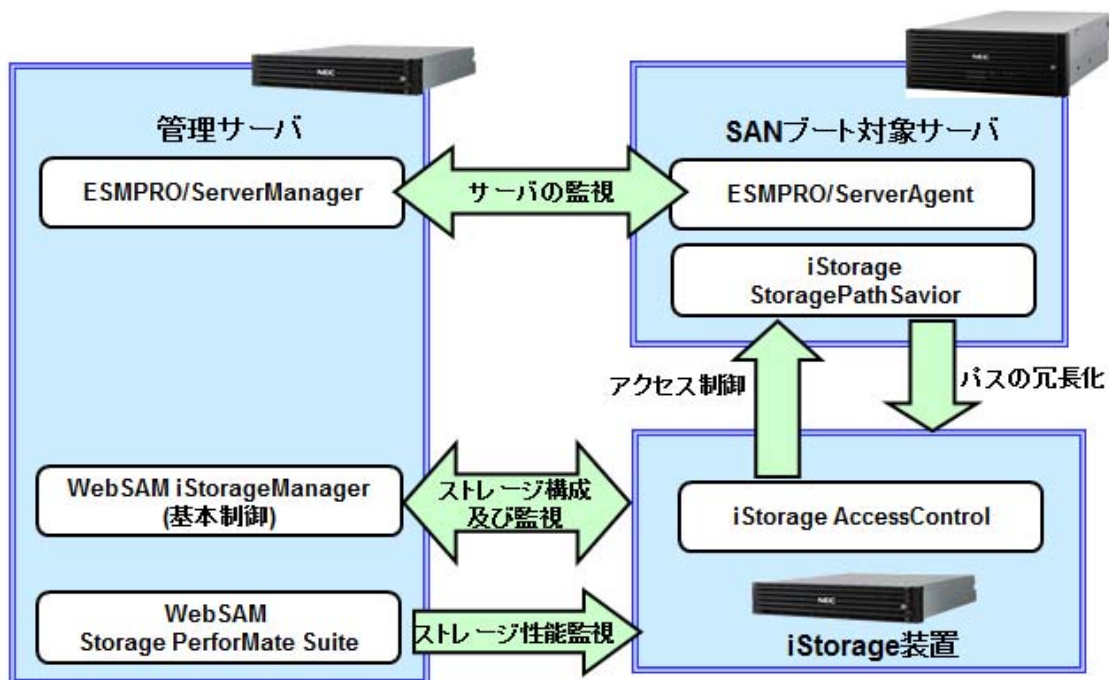 NEC
NEC
管理サーバ
SANブート対象サーバ
ESMPRO/ServerManager
サーバの監視
ESMPRO/ServerAgent
iStorage
StoragePathSavior
アクセス制御
パスの冗長化
WebSAM iStorageManager
(基本制御)
ストレージ構成
及び監視
iStorage AccessControl
NEC
WebSAM
Storage PerforMate Suite
ストレージ性能監視
iStorage装置